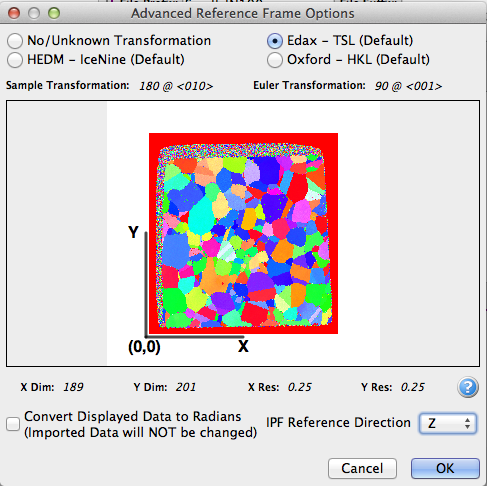 Advanced Reference Frame Options
No/Unknown Transformation
Edax - TSL (Default)
HEDM - IceNine (Default)
Oxford - HKL (Default)
Sample Transformation: 180 @ <010>
Euler Transformation: 90 @ <001>
Y
(0,0)
X
X Dim: 189
Y Dim: 201
X Res: 0.25
Y Res: 0.25
?
Convert Displayed Data to Radians
(Imported Data will NOT be changed)
IPF Reference Direction
Z
Cancel
OK